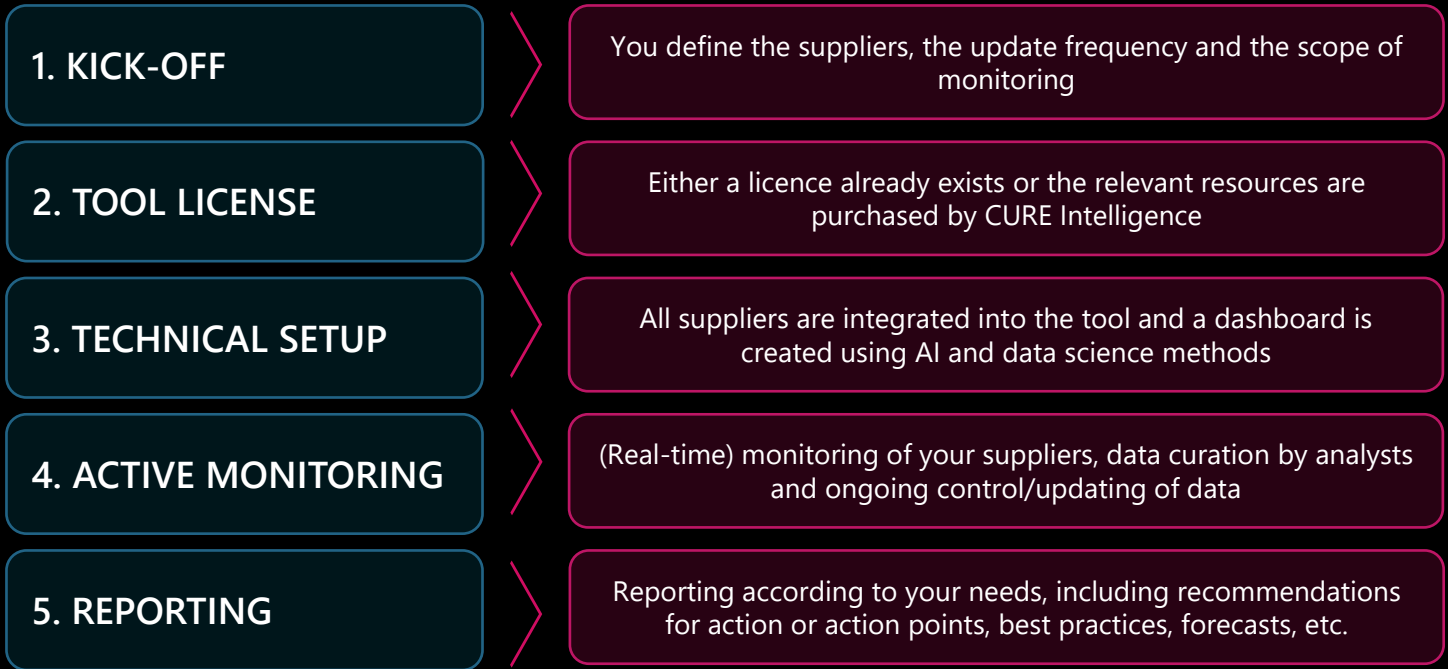 1. KICK-OFF
You define the suppliers, the update frequency and the scope of
monitoring
2. TOOL LICENSE
Either a licence already exists or the relevant resources are
purchased by CURE Intelligence
3. TECHNICAL SETUP
All suppliers are integrated into the tool and a dashboard is
created using AI and data science methods
4. ACTIVE MONITORING
(Real-time) monitoring of your suppliers, data curation by analysts
and ongoing control/updating of data
5. REPORTING
Reporting according to your needs, including recommendations
for action or action points, best practices, forecasts, etc.